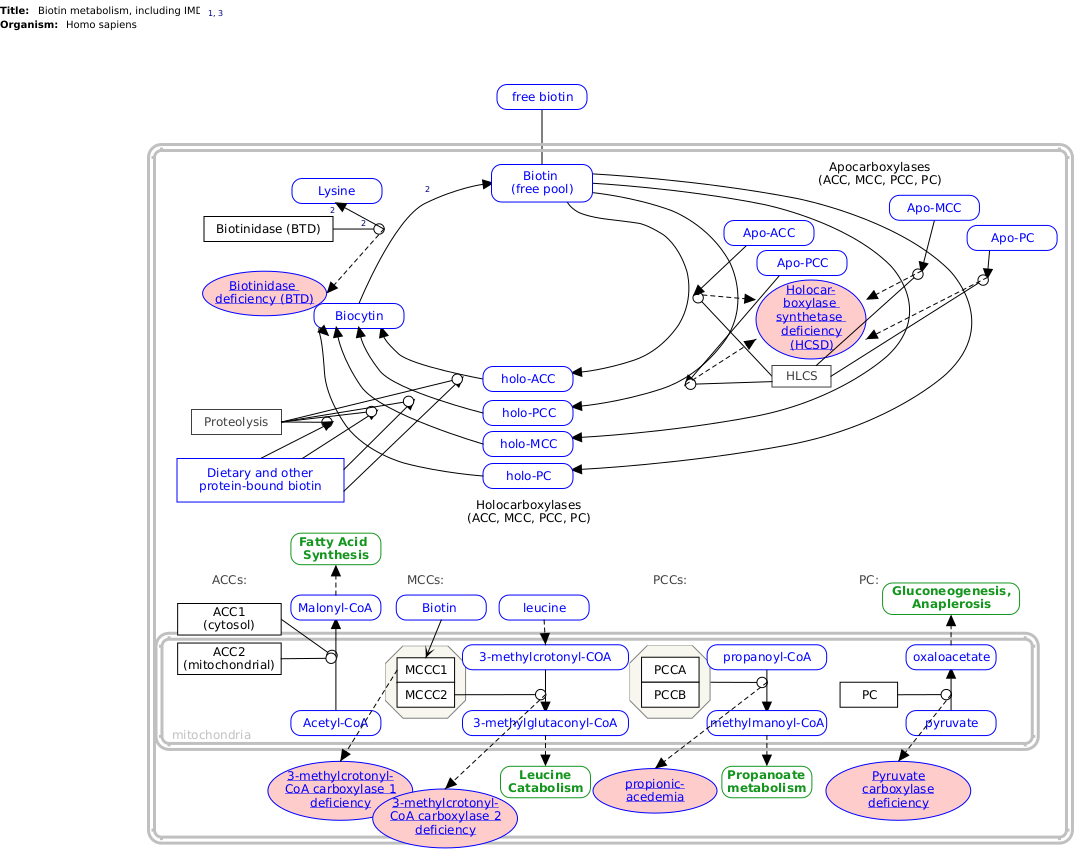 Title: Biotin metabolism, including IMD 1, 3
Organism: Homo sapiens
free biotin
Biotin
(free pool)
Apocarboxylases
(ACC, MCC, PCC, PC)
Lysine
2
2
2
Biotinidase (BTD)
Apo-MCC
Apo-ACC
Apo-PC
Apo-PCC
Biotinidase
deficiency (BTD)
Holocar-
boxylase
synthetase
deficiency
(HCSD)
Biocytin
HLCS
holo-ACC
holo-PCC
holo-MCC
holo-PC
Proteolysis
Dietary and other
protein-bound biotin
Holocarboxylases
(ACC, MCC, PCC, PC)
Fatty Acid
Synthesis
ACCs:
MCCs:
PCCs:
PC:
Gluconeogenesis,
Anaplerosis
ACC1
(cytosol)
Malonyl-CoA
Biotin
leucine
ACC2
(mitochondrial)
MCCC1
MCCC2
3-methylcrotonyl-COA
PCCA
PCCB
propanoyl-CoA
oxaloacetate
PC
Acetyl-CoA
3-methylglutaconyl-CoA
methylmanoyl-CoA
pyruvate
mitochondria
3-methylcrotonyl-
CoA carboxylase 1
deficiency
3-methylcrotonyl-
CoA carboxylase 2
deficiency
Leucine
Catabolism
propionic-
acedemia
Propanoate
metabolism
Pyruvate
carboxylase
deficiency